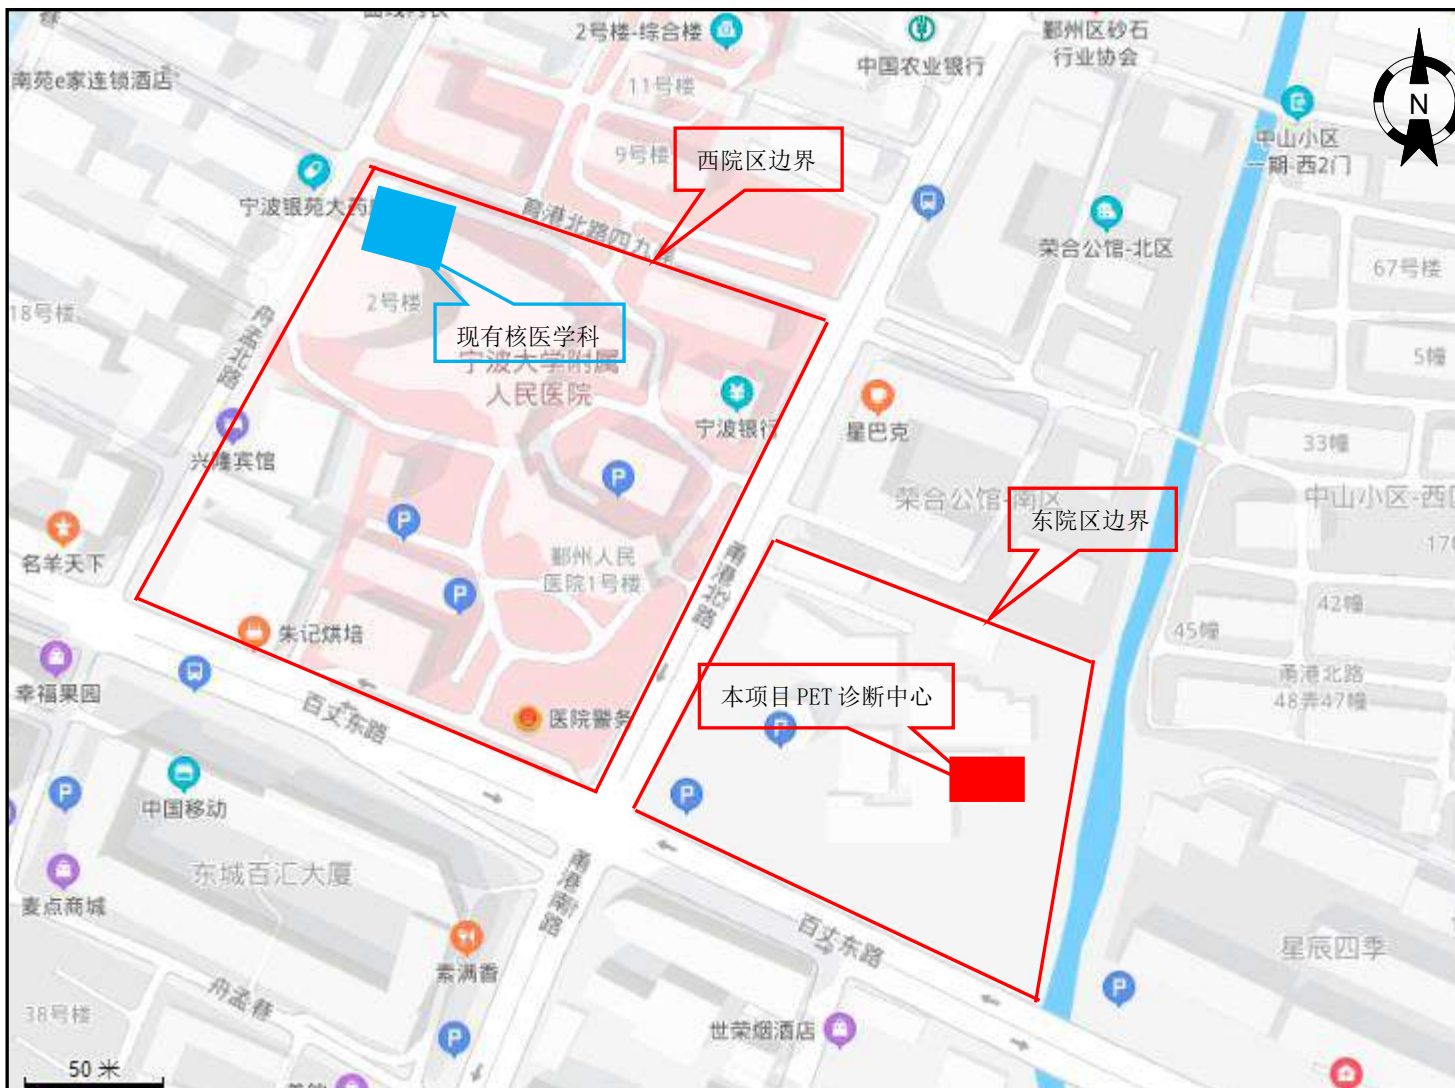 2号楼-综合楼
中国农业银行
鄞州区砂石
行业协会
N
南苑e家连锁酒店
11号楼
9号楼
西院区边界
中山小区
一期-西2门
宁波银苑大药
甬港北路四九弄
荣合公馆-北区
67号楼
18号楼
2号楼
现有核医学科
舟孟北路
宁波大学附属
人民医院
5幢
宁波银行
星巴克
33幢
兴隆宾馆
荣合公馆-南区
中山小区-西
东院区边界
名羊天下
鄞州人民
医院1号楼
甬港北路
17
42幢
45幢
朱记烘培
幸福果园
百丈东路
医院警务
本项目 PET 诊断中心
甬港北路
48弄47幢
中国移动
东城百汇大厦
麦点商城
甬港南路
百丈东路
素满香
星辰四季
舟孟巷
38号楼
世荣烟酒店
50 米